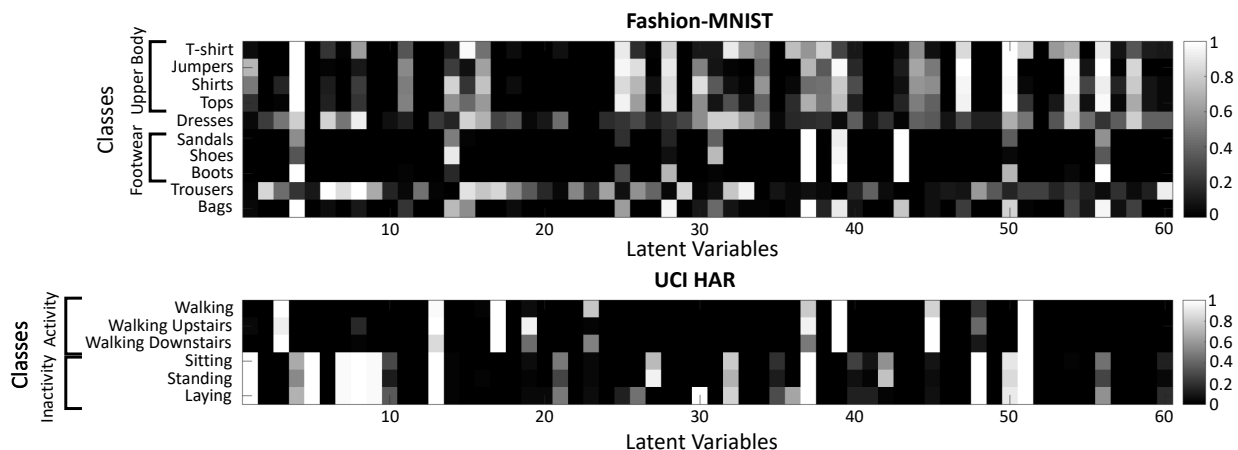 Fashion-MNIST
Classes
Upper Body
Footwear
T-shirt
Jumpers
Shirts
Tops
Dresses
Sandals
Shoes
Boots
Trousers
Bags
10 20 30 40 50 60
Latent Variables
1
0.8
0.6
0.4
0.2
0
UCI HAR
Classes
Activity
Inactivity
Walking
Walking Upstairs
Walking Downstairs
Sitting
Standing
Laying
10 20 30 40 50 60
Latent Variables
1
0.8
0.6
0.4
0.2
0